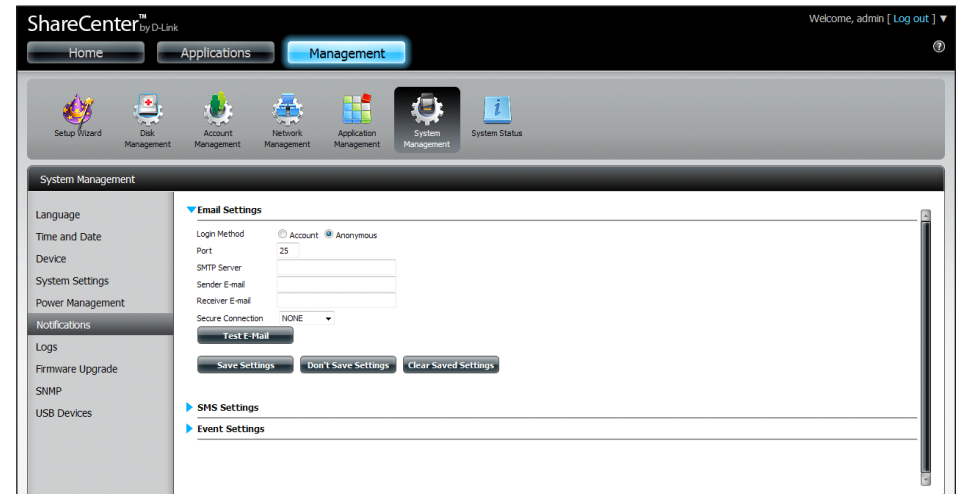 ShareCenter™ by D-Link
Welcome, admin [ Log out ] ▼
Home Applications Management
?
Setup Wizard
Disk Management
Account Management
Network Management
Application Management
System Management
System Status
System Management
Language
Time and Date
Device
System Settings
Power Management
Notifications
Logs
Firmware Upgrade
SNMP
USB Devices
Email Settings
Login Method Account Anonymous
Port 25
SMTP Server
Sender E-mail
Receiver E-mail
Secure Connection NONE
Test E-Mail
Save Settings Don't Save Settings Clear Saved Settings
SMS Settings
Event Settings